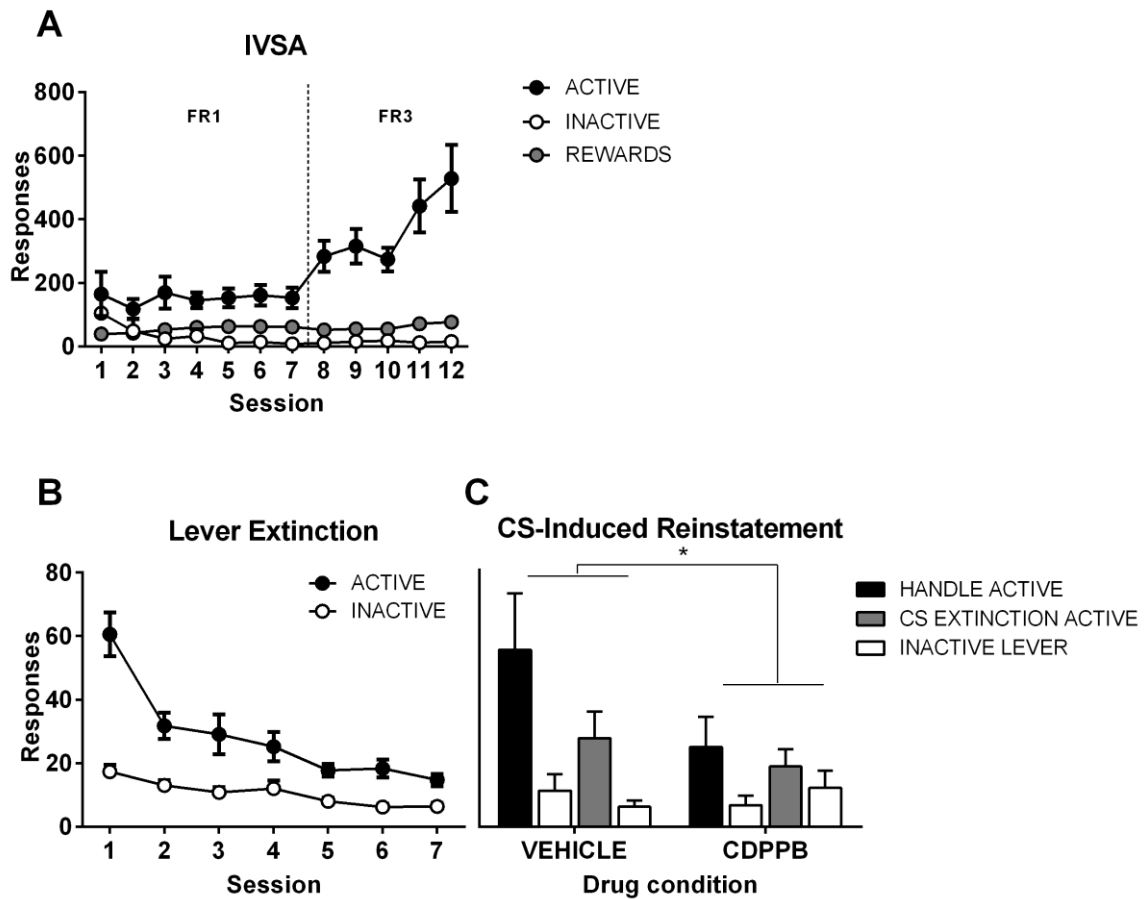 A
IVSA
ACTIVE
INACTIVE
REWARDS
FR1
FR3
800
600
400
200
0
Responses
1 2 3 4 5 6 7 8 9 10 11 12
Session
B
Lever Extinction
ACTIVE
INACTIVE
80
60
40
20
0
Responses
1 2 3 4 5 6 7
Session
C
CS-Induced Reinstatement
*
HANDLE ACTIVE
CS EXTINCTION ACTIVE
INACTIVE LEVER
VEHICLE CDPPB
Drug condition